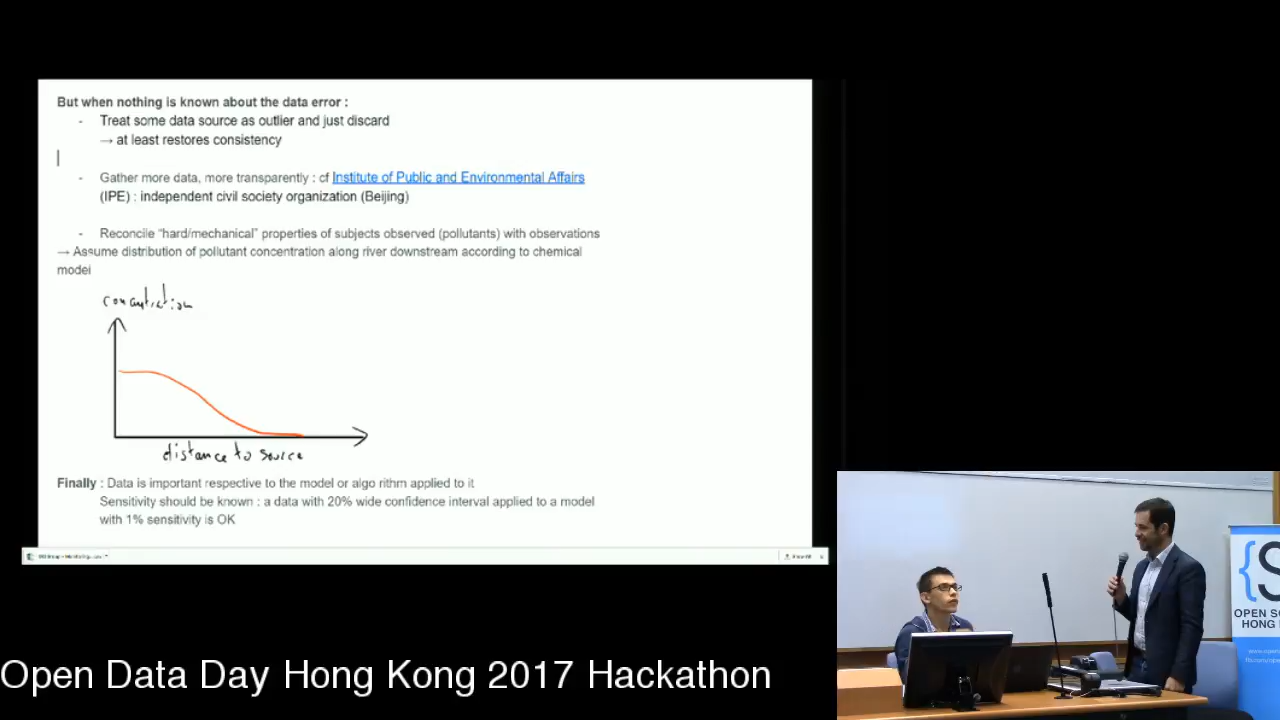 But when nothing is known about the data error :
- Treat some data source as outlier and just discard
→ at least restores consistency
- Gather more data, more transparently : cf Institute of Public and Environmental Affairs
(IPE) : independent civil society organization (Beijing)
- Reconcile “hard/mechanical” properties of subjects observed (pollutants) with observations
→ Assume distribution of pollutant concentration along river downstream according to chemical
model
concentration
distance to source
Finally : Data is important respective to the model or algo rithm applied to it
Sensitivity should be known : a data with 20% wide confidence interval applied to a model
with 1% sensitivity is OK
{S
OPEN SO
HONG
Open Data Day Hong Kong 2017 Hackathon